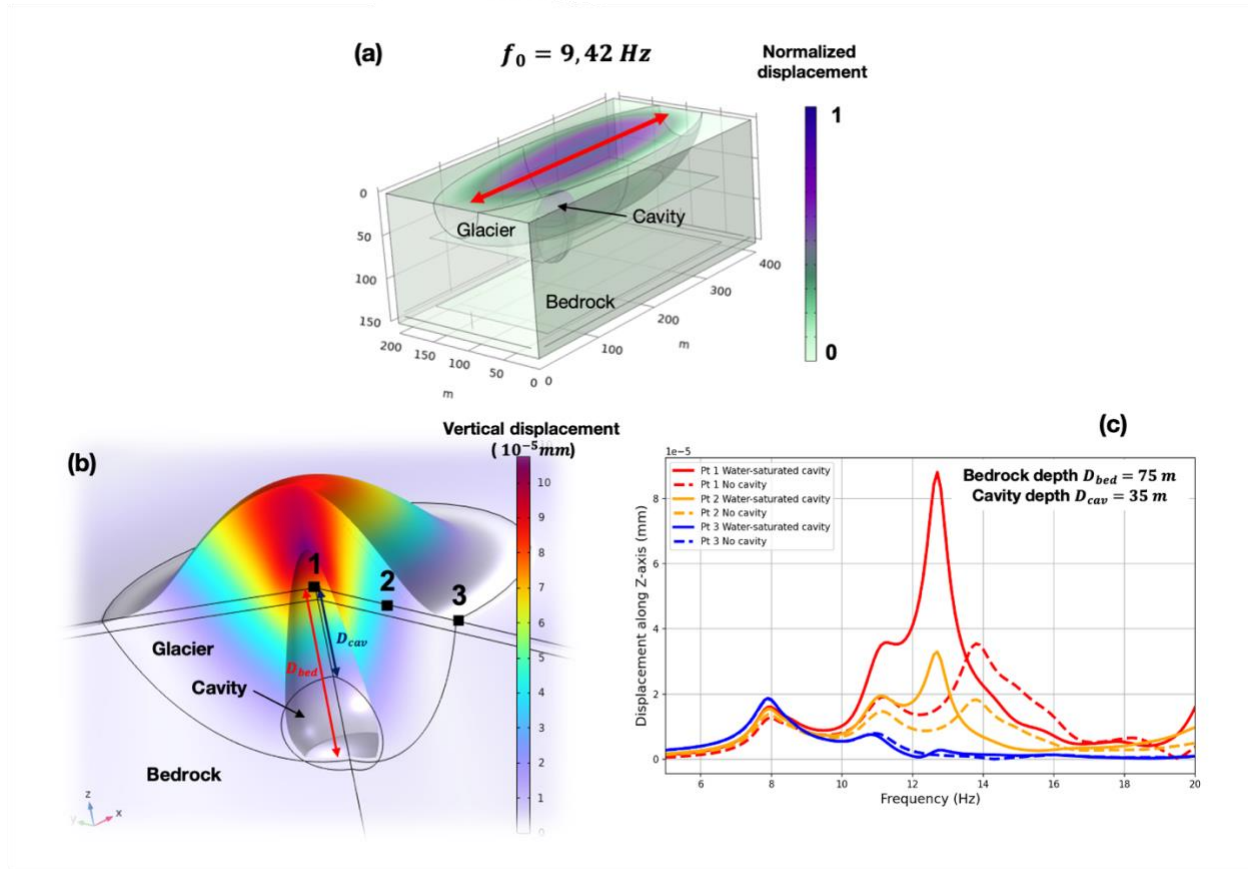 (a)
f₀ = 9,42 Hz
Normalized
displacement
1
0
Glacier
Cavity
Bedrock
0
50
100
150
200
150
100
50
0
m
0
100
200
300
400
m
(b)
Vertical displacement
( 10⁻⁵mm)
10
9
8
7
6
5
4
3
2
1
0
1
2
3
D_cav
D_bed
Glacier
Cavity
Bedrock
z
y
x
(c)
1e−5
Pt 1 Water-saturated cavity
Pt 1 No cavity
Pt 2 Water-saturated cavity
Pt 2 No cavity
Pt 3 Water-saturated cavity
Pt 3 No cavity
Bedrock depth D_bed = 75 m
Cavity depth D_cav = 35 m
Displacement along Z-axis (mm)
8
6
4
2
0
6
8
10
12
14
16
18
20
Frequency (Hz)